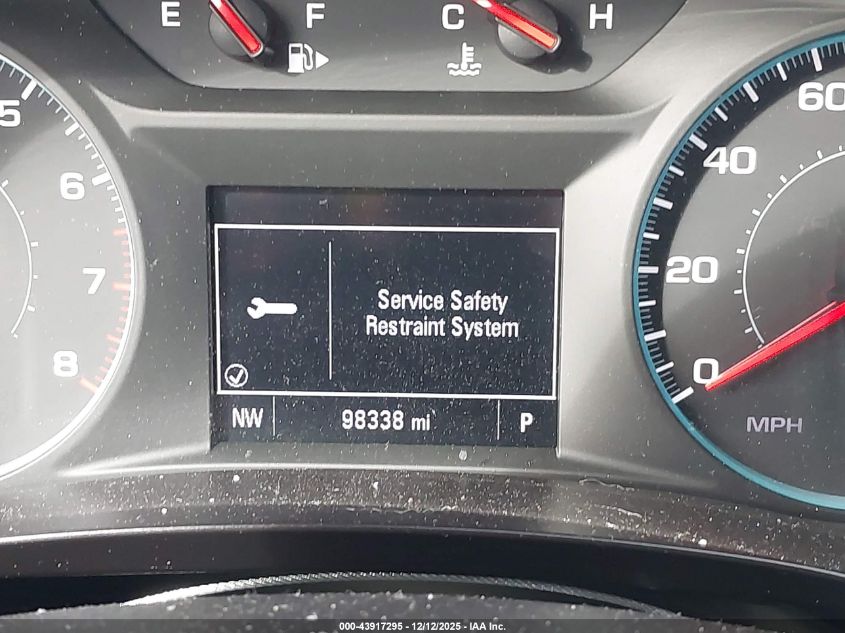 E F C H
5
6
7
8
60
40
20
0
MPH
Service Safety
Restraint System
NW 98338 mi P
000-43917295 - 12/12/2025 - IAA Inc.